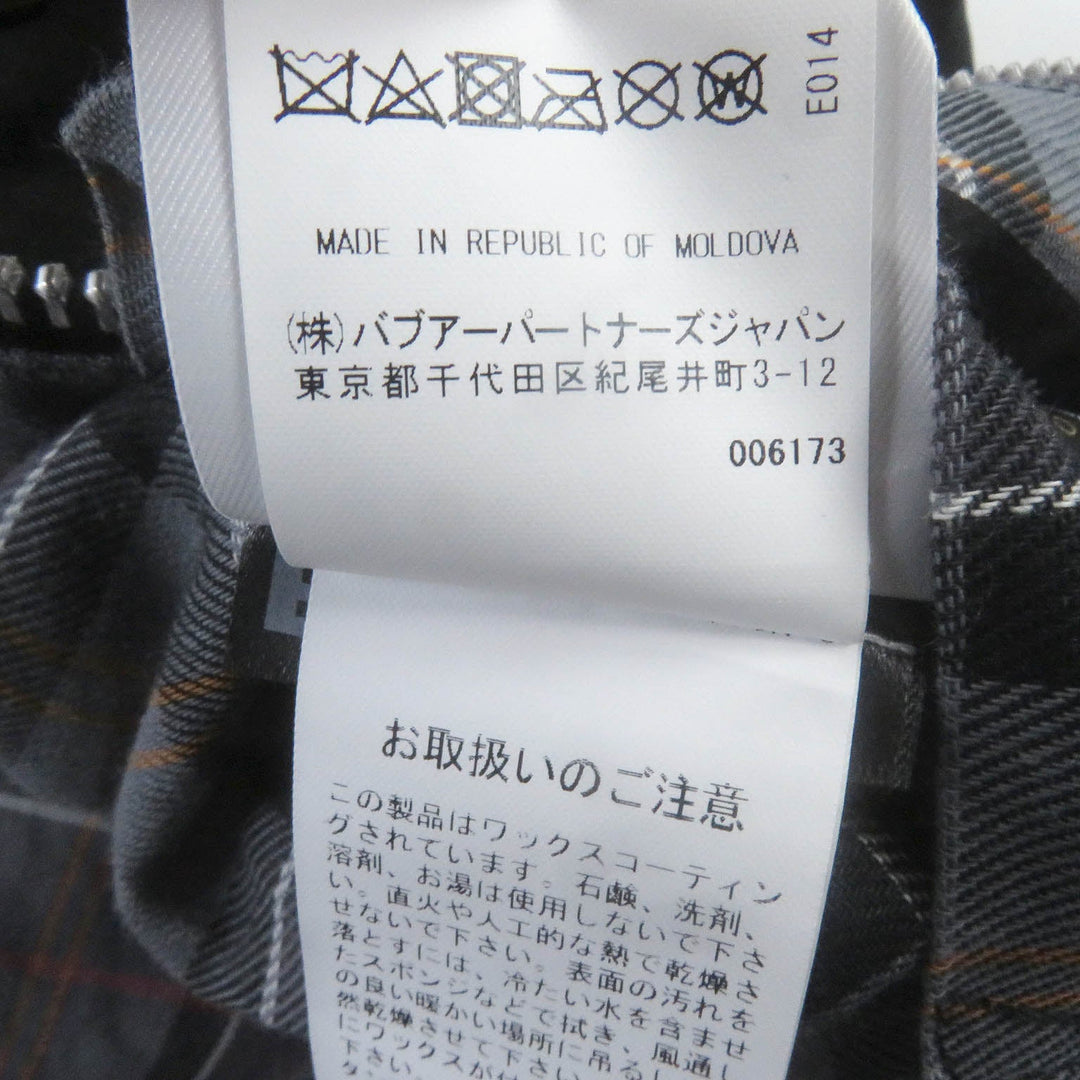 E014
MADE IN REPUBLIC OF MOLDOVA
(株)バブアーパートナーズジャパン
東京都千代田区紀尾井町3-12
006173
お取扱いのご注意
この製品はワックスコーティン
グされています。石鹸、洗剤、
溶剤、お湯は使用しないで下さ
い。直火や人工的な熱で乾燥さ
せないで下さい。表面の汚れを
落とすには、冷たい水を含ませ
たスポンジなどで拭き、風通し
の良い暖かい場所に吊る
然乾燥させて下さい
にワックスが
下さい。